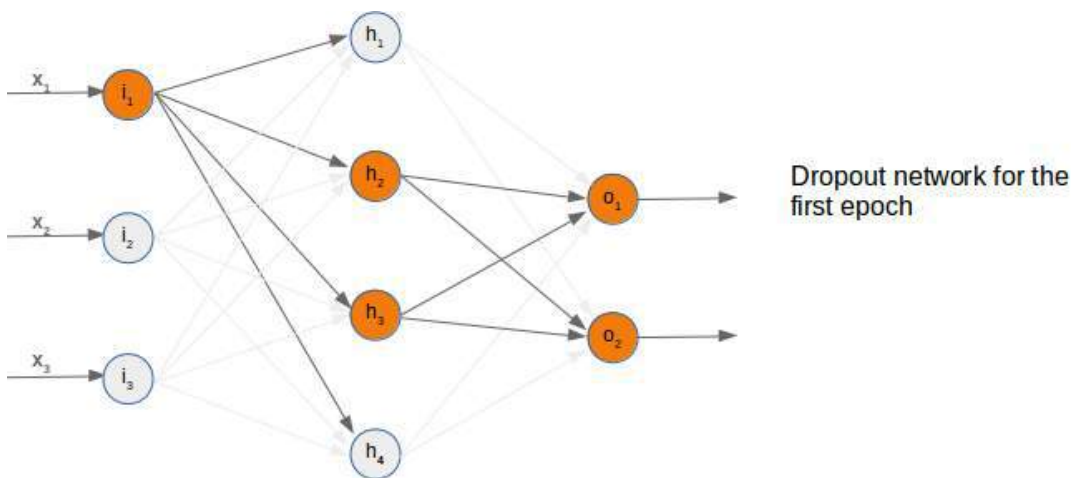 x₁
i₁
x₂
i₂
x₃
i₃
h₁
h₂
h₃
h₄
o₁
o₂
Dropout network for the
first epoch